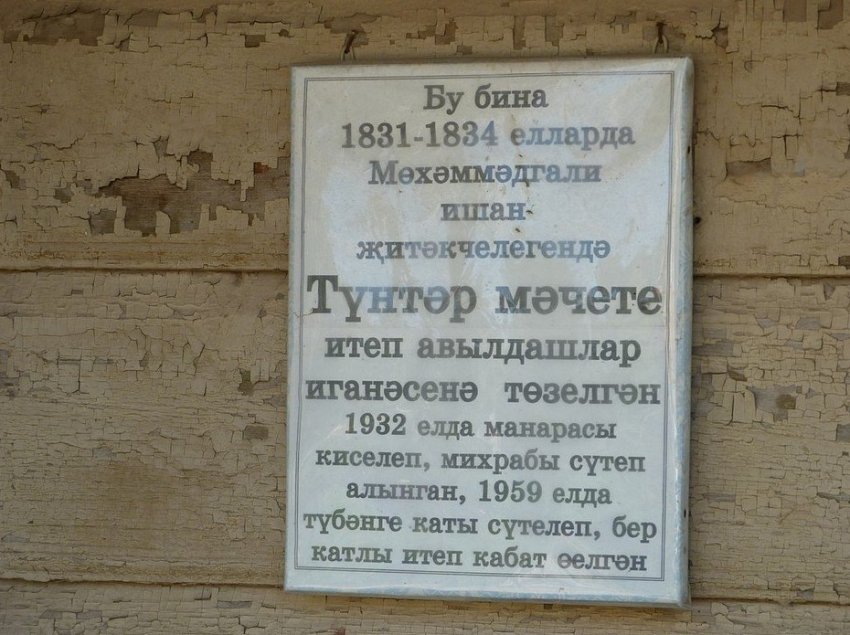 Бу бина
1831-1834 елларда
Мөхәммәдгали
ишан
җитәкчелегендә
Түнтәр мәчете
итеп авылдашлар
иганәсенә төзелгән
1932 елда манарасы
киселеп, михрабы сүтеп
алынган, 1959 елда
түбәнге каты сүтелеп, бер
катлы итеп кабат өелгән